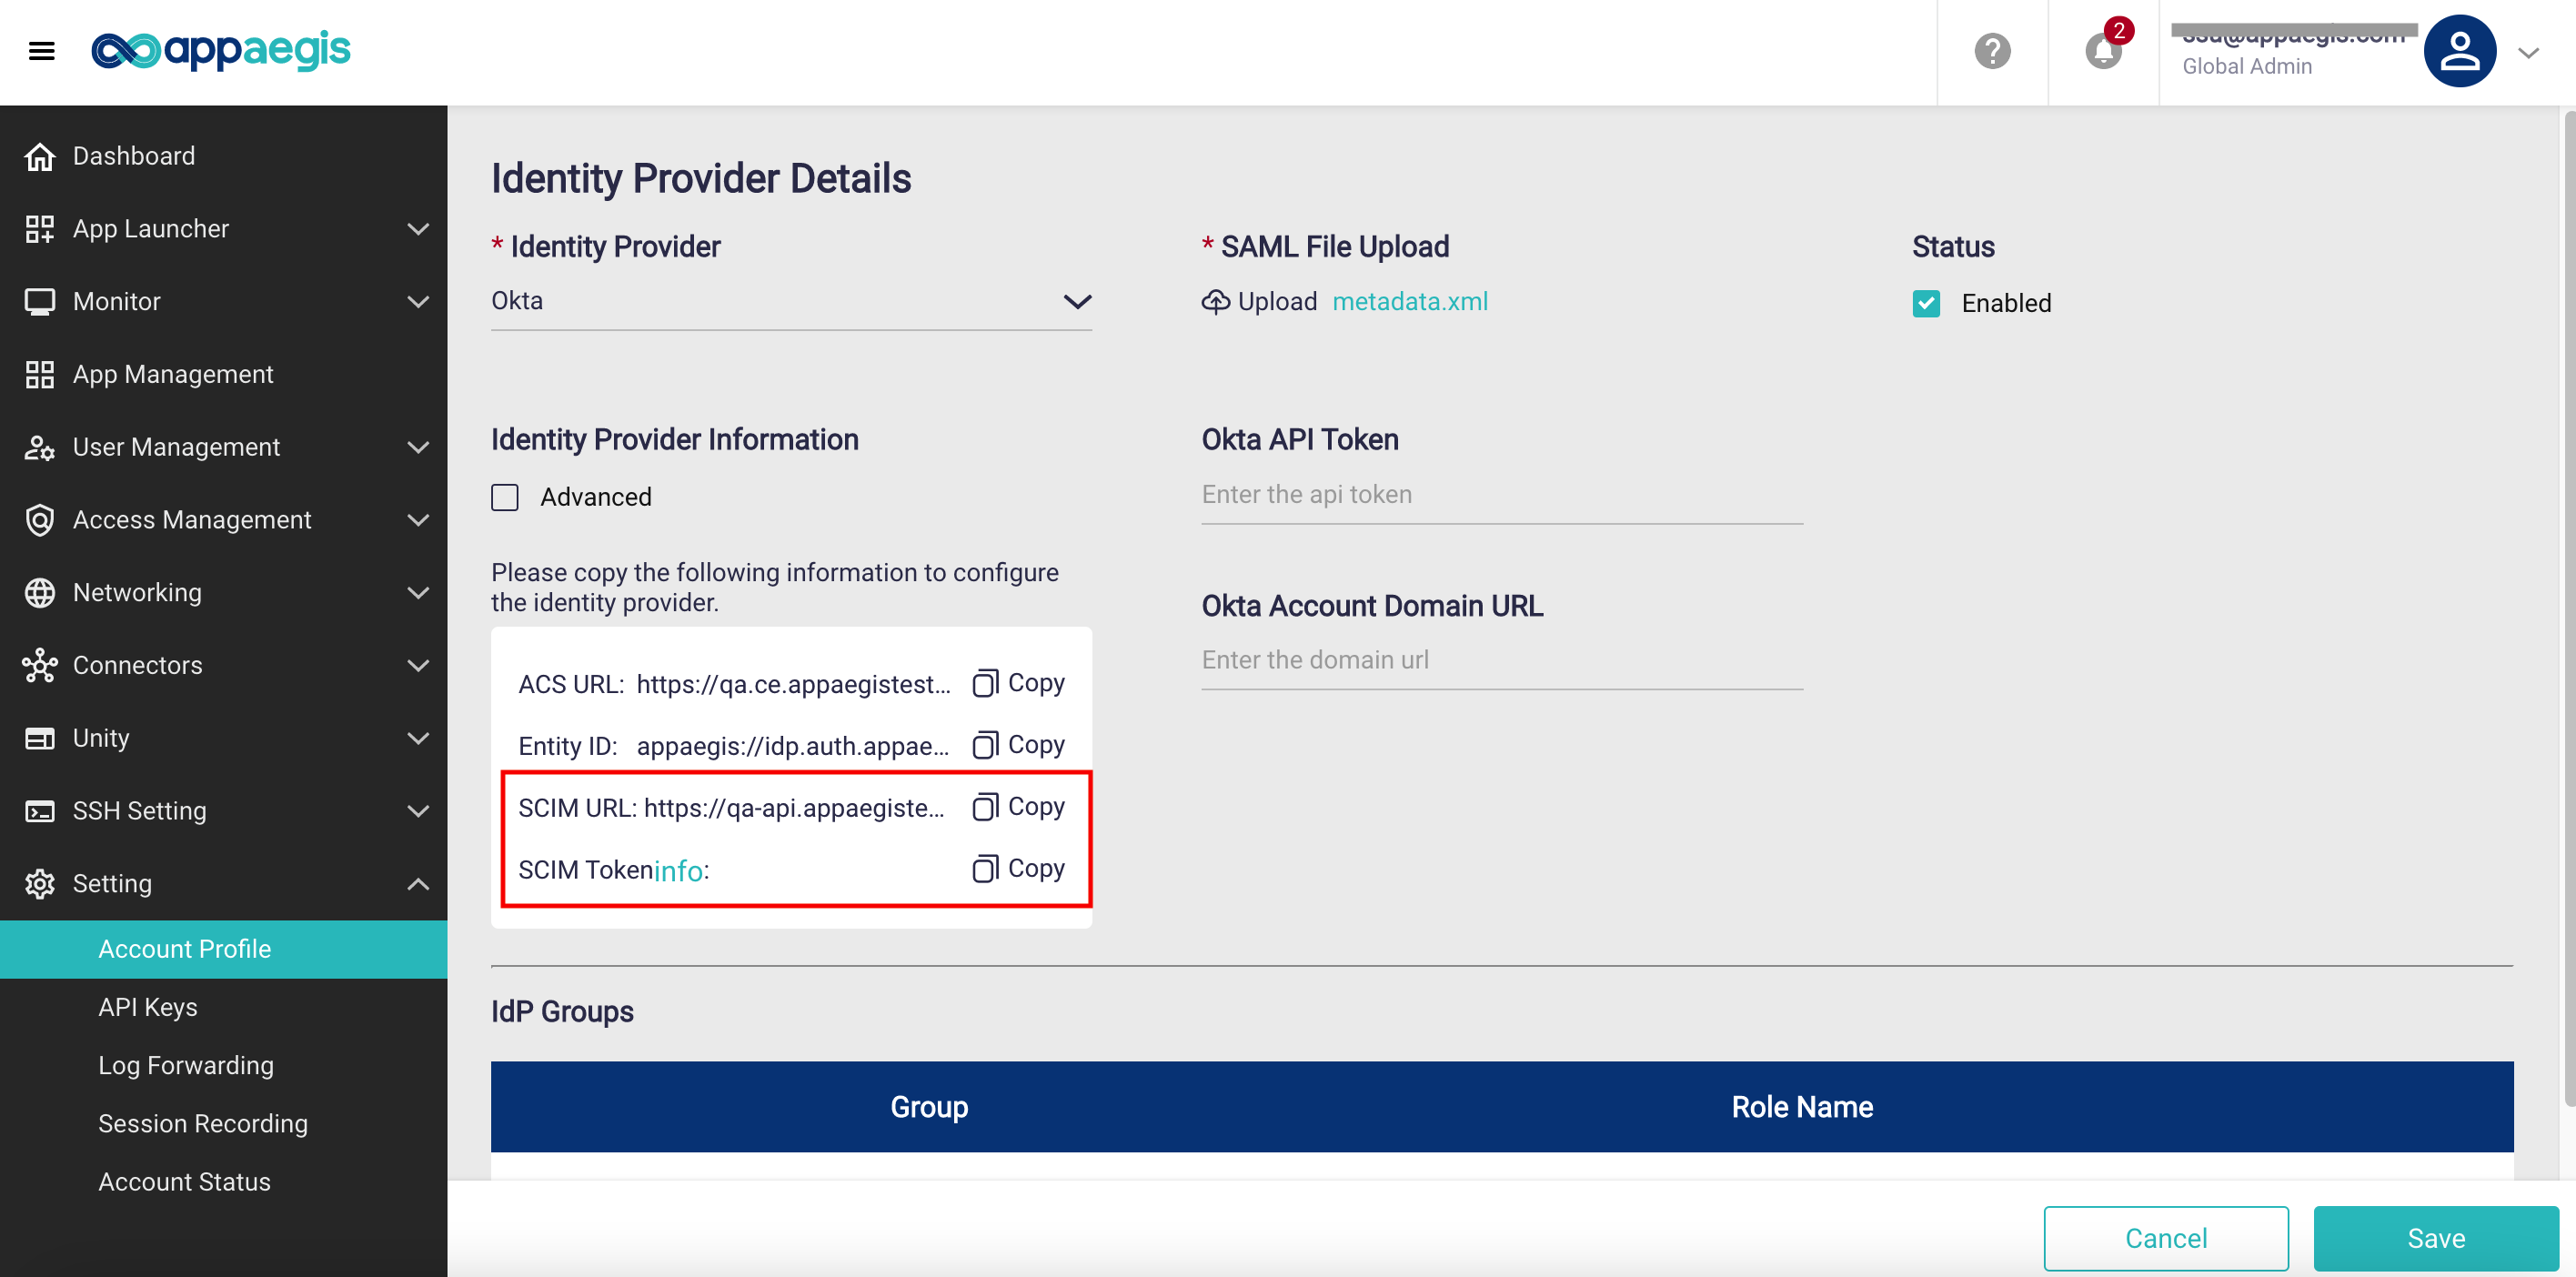 appaegis
2
Global Admin
Dashboard
App Launcher
Monitor
App Management
User Management
Access Management
Networking
Connectors
Unity
SSH Setting
Setting
Account Profile
API Keys
Log Forwarding
Session Recording
Account Status
Identity Provider Details
* Identity Provider
Okta
* SAML File Upload
Upload metadata.xml
Status
Enabled
Identity Provider Information
Advanced
Please copy the following information to configure
the identity provider.
ACS URL: https://qa.ce.appaegistest... Copy
Entity ID: appaegis://idp.auth.appae... Copy
SCIM URL: https://qa-api.appaegiste... Copy
SCIM Tokeninfo: Copy
Okta API Token
Enter the api token
Okta Account Domain URL
Enter the domain url
IdP Groups
Group Role Name
Cancel Save